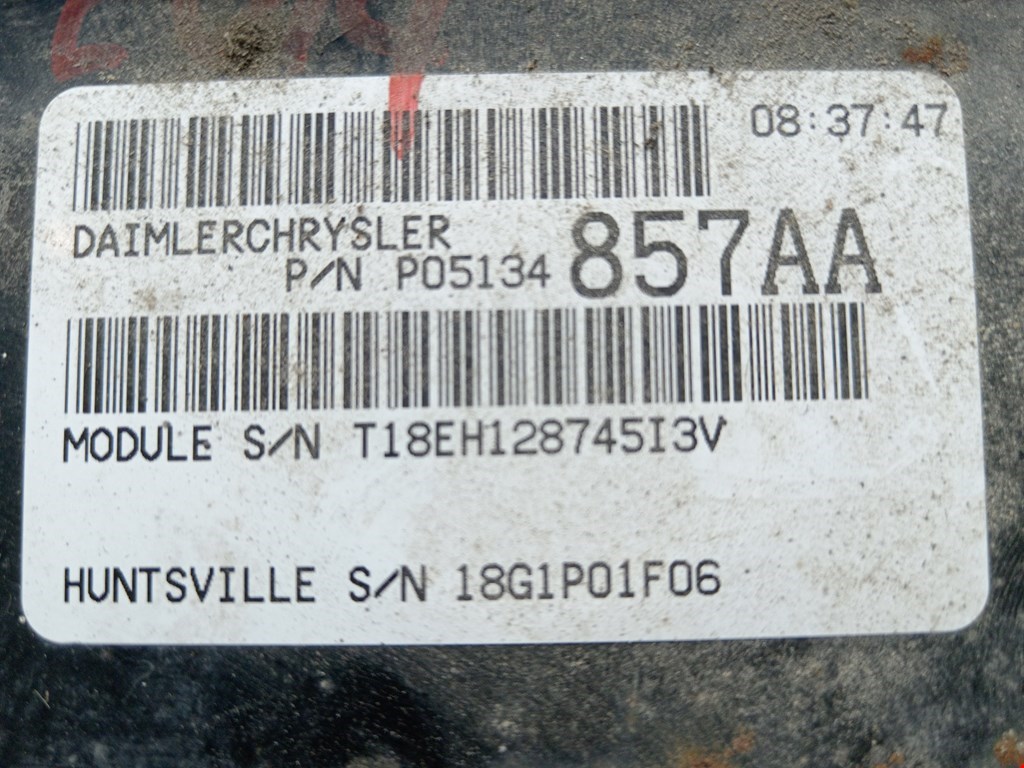 08:37:47
DAIMLERCHRYSLER
P/N P05134 857AA
MODULE S/N T18EH128745I3V
HUNTSVILLE S/N 18G1P01F06